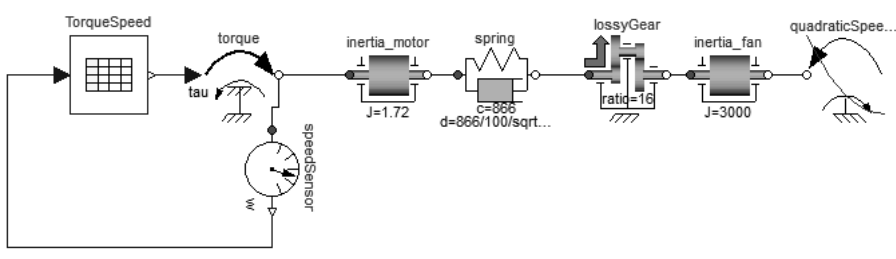 TorqueSpeed
torque
tau
speedSensor
w
inertia_motor
J=1.72
spring
c=866
d=866/100/sqrt...
lossyGear
ratio=16
inertia_fan
J=3000
quadraticSpee...